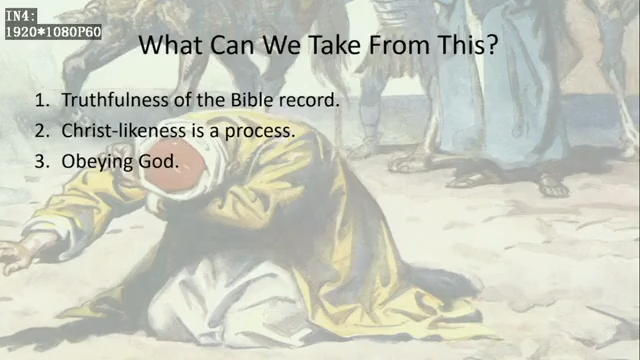 IN4:
1920*1080P60
What Can We Take From This?
1. Truthfulness of the Bible record.
2. Christ-likeness is a process.
3. Obeying God.